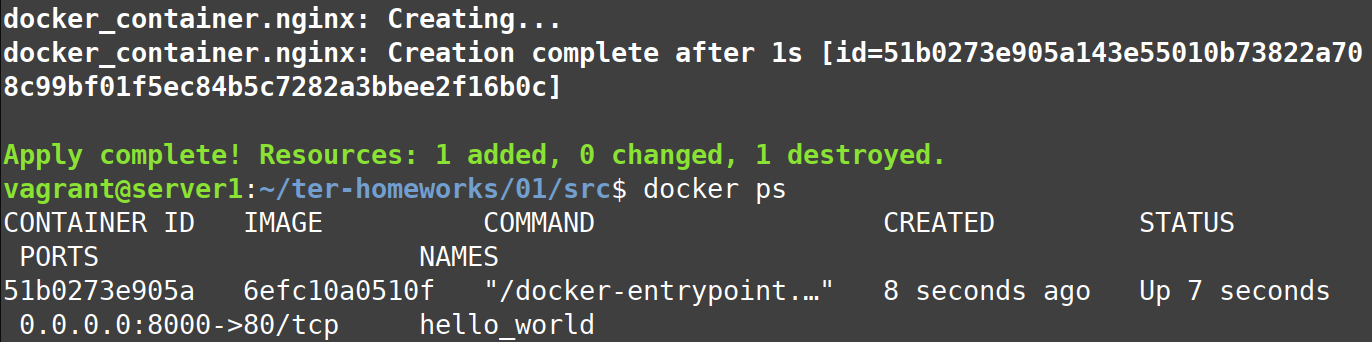 docker_container.nginx: Creating...
docker_container.nginx: Creation complete after 1s [id=51b0273e905a143e55010b73822a70
8c99bf01f5ec84b5c7282a3bbee2f16b0c]
Apply complete! Resources: 1 added, 0 changed, 1 destroyed.
vagrant@server1:~/ter-homeworks/01/src$ docker ps
CONTAINER ID   IMAGE          COMMAND                  CREATED         STATUS
 PORTS                    NAMES
51b0273e905a   6efc10a0510f   "/docker-entrypoint.…"   8 seconds ago   Up 7 seconds
 0.0.0.0:8000->80/tcp     hello_world